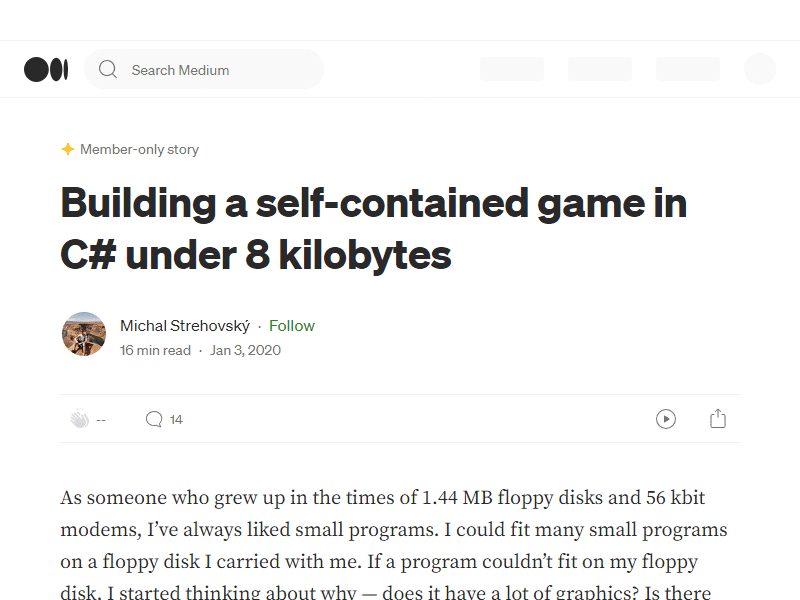 Search Medium
Member-only story
Building a self-contained game in
C# under 8 kilobytes
Michal Strehovský · Follow
16 min read · Jan 3, 2020
-- 14
As someone who grew up in the times of 1.44 MB floppy disks and 56 kbit
modems, I’ve always liked small programs. I could fit many small programs
on a floppy disk I carried with me. If a program couldn’t fit on my floppy
disk, I started thinking about why — does it have a lot of graphics? Is there